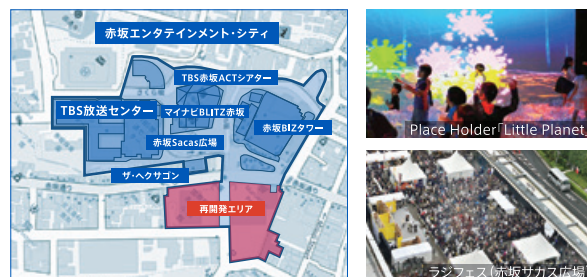 赤坂エンタテインメント・シティ
TBS赤坂ACTシアター
TBS放送センター
マイナビBLITZ赤坂
赤坂BIZタワー
赤坂Sacas広場
ザ・ヘクサゴン
再開発エリア
Place Holder「Little Planet」
ラジフェス(赤坂サカス広場